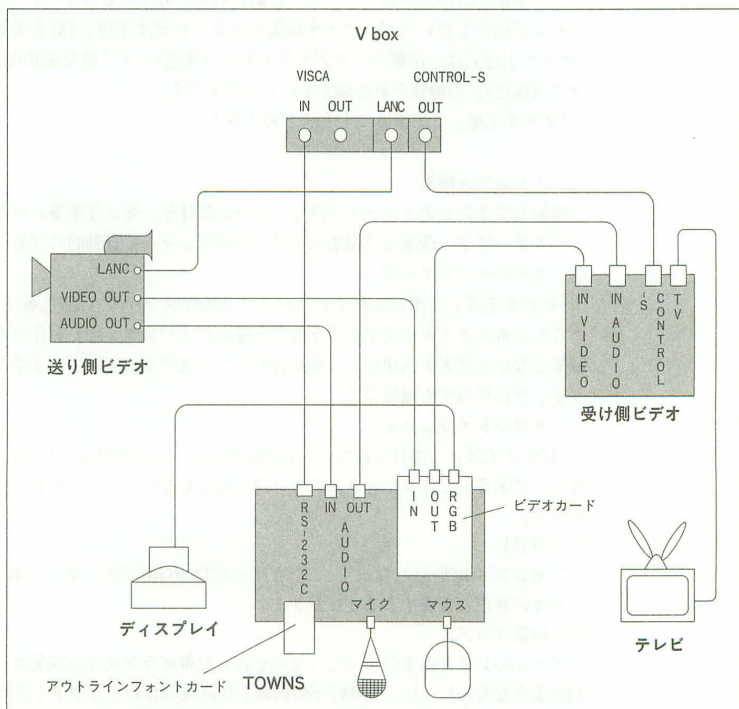 V box
VISCA
CONTROL-S
IN OUT LANC OUT
LANC
VIDEO OUT
AUDIO OUT
送り側ビデオ
IN VIDEO
IN AUDIO
CONTROL'S
TV
受け側ビデオ
RS-232C
IN OUT
AUDIO
IN
OUT
RGB
ビデオカード
ディスプレイ
マイク
マウス
テレビ
アウトラインフォントカード
TOWNS